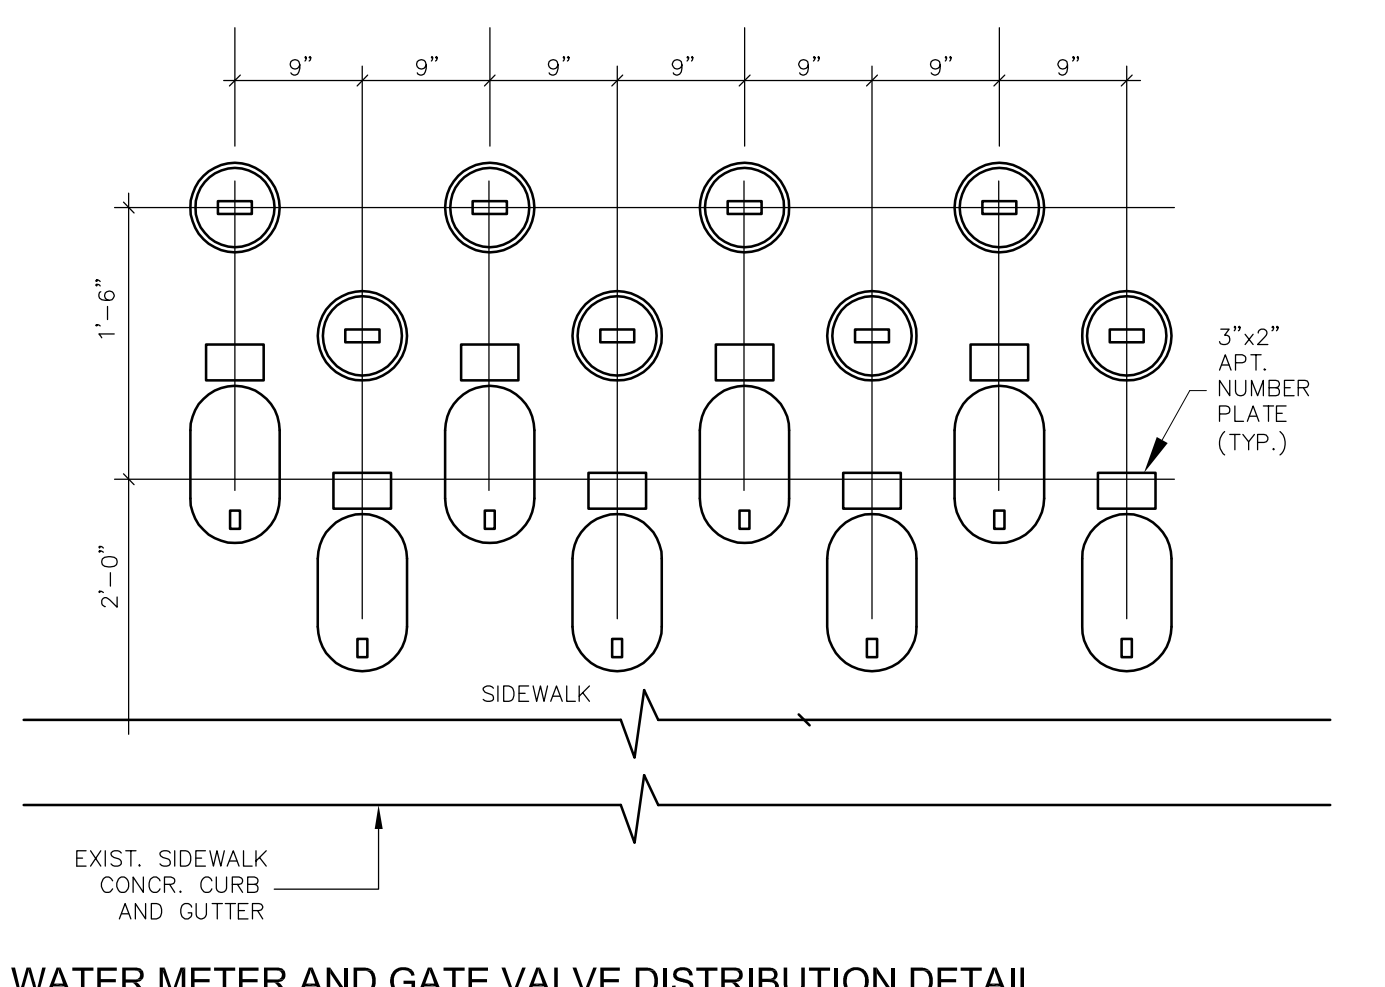 9” 9” 9” 9” 9” 9” 9”
1’-6”
3”x2”
APT.
NUMBER
PLATE
(TYP.)
2’-0”
SIDEWALK
EXIST. SIDEWALK
CONCR. CURB
AND GUTTER
WATER METER AND GATE VALVE DISTRIBUTION DETAIL